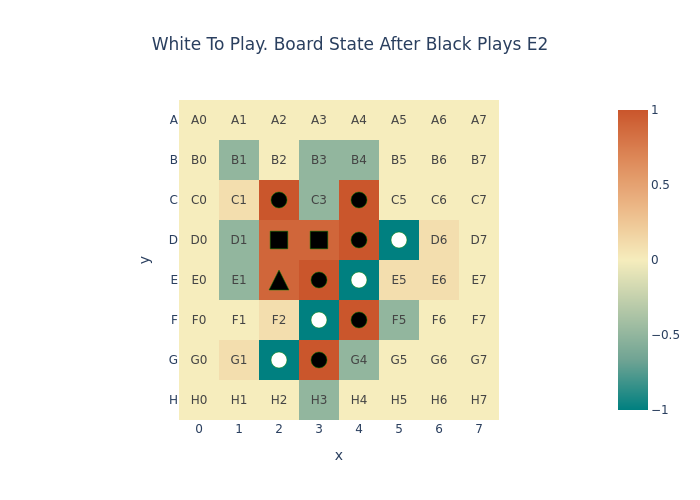 White To Play. Board State After Black Plays E2
A A0 A1 A2 A3 A4 A5 A6 A7
B B0 B1 B2 B3 B4 B5 B6 B7
C C0 C1 C3 C5 C6 C7
D D0 D1 D6 D7
E E0 E1 E5 E6 E7
F F0 F1 F2 F5 F6 F7
G G0 G1 G4 G5 G6 G7
H H0 H1 H2 H3 H4 H5 H6 H7
0 1 2 3 4 5 6 7
x
y
1
0.5
0
−0.5
−1